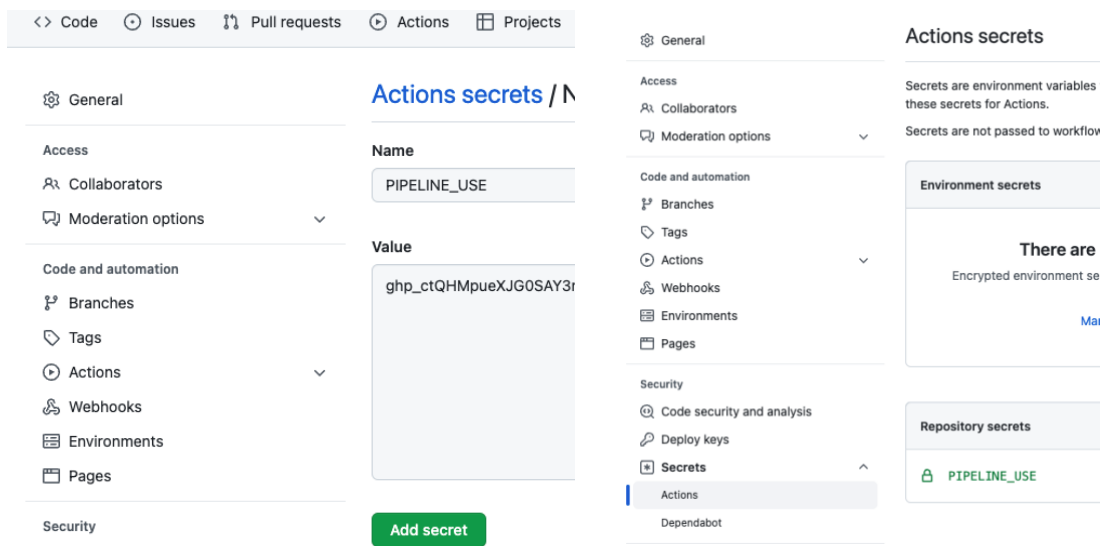 Code Issues Pull requests Actions Projects
General
Access
Collaborators
Moderation options
Code and automation
Branches
Tags
Actions
Webhooks
Environments
Pages
Security
Actions secrets /
Name
PIPELINE_USE
Value
ghp_ctQHMpueXJG0SAY3
Add secret
General
Access
Collaborators
Moderation options
Code and automation
Branches
Tags
Actions
Webhooks
Environments
Pages
Security
Code security and analysis
Deploy keys
Secrets
Actions
Dependabot
Actions secrets
Secrets are environment variables
these secrets for Actions.
Secrets are not passed to workflow
Environment secrets
There are
Encrypted environment se
Mar
Repository secrets
PIPELINE_USE